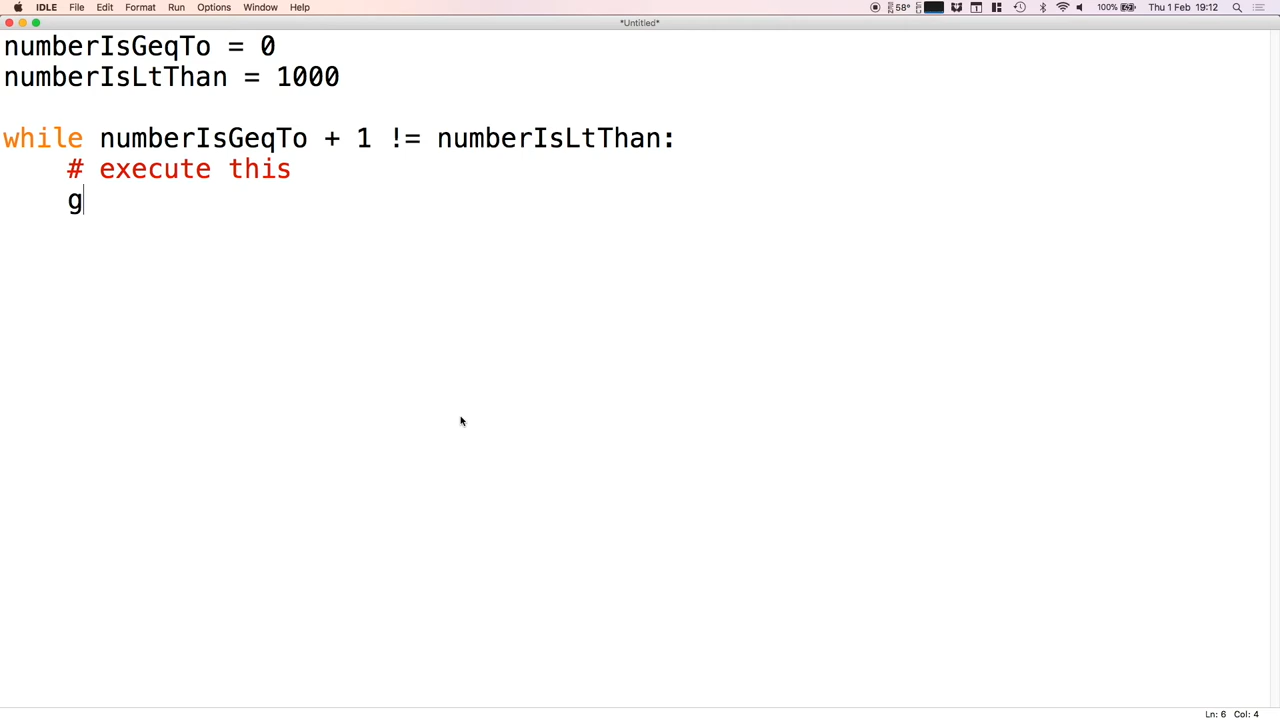 IDLE File Edit Format Run Options Window Help 58° 100% Thu 1 Feb 19:12
*Untitled*
numberIsGeqTo = 0
numberIsLtThan = 1000
while numberIsGeqTo + 1 != numberIsLtThan:
# execute this
g
Ln: 6 Col: 4